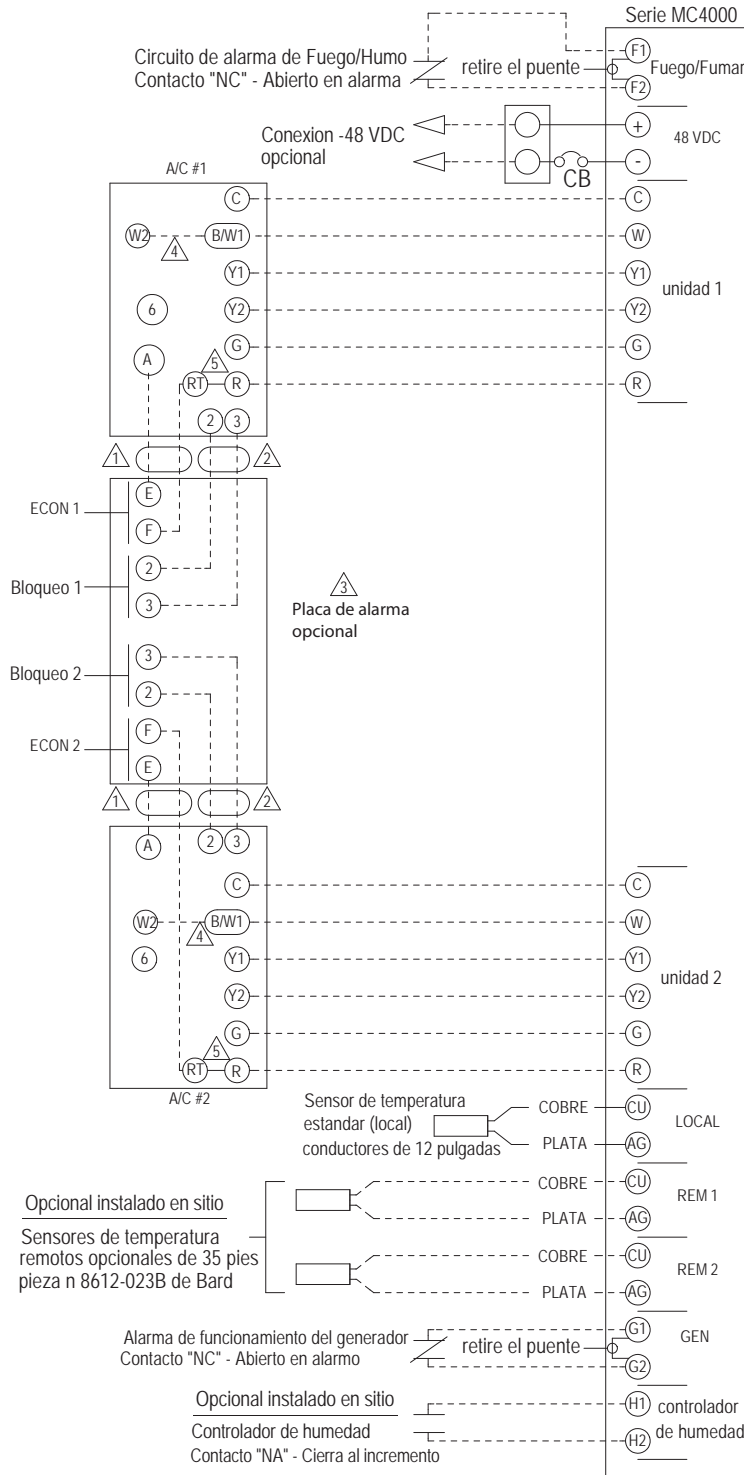 Serie MC4000
Circuito de alarma de Fuego/Humo
Contacto "NC" - Abierto en alarma
retire el puente
F1
F2
Fuego/Fumar
Conexion -48 VDC
opcional
CB
+
-
48 VDC
A/C #1
C
W2
4
B/W1
Y1
6
Y2
A
G
5
RT
R
2
3
C
W
Y1
Y2
G
R
unidad 1
1
2
ECON 1
E
F
Bloqueo 1
2
3
3
Placa de alarma
opcional
Bloqueo 2
3
2
ECON 2
F
E
1
2
A
2
3
C
W2
4
B/W1
6
Y1
Y2
G
5
RT
R
A/C #2
C
W
Y1
Y2
G
R
unidad 2
Sensor de temperatura
estandar (local)
conductores de 12 pulgadas
COBRE
CU
PLATA
AG
LOCAL
Opcional instalado en sitio
Sensores de temperatura
remotos opcionales de 35 pies
pieza n 8612-023B de Bard
COBRE
CU
PLATA
AG
REM 1
COBRE
CU
PLATA
AG
REM 2
Alarma de funcionamiento del generador
Contacto "NC" - Abierto en alarmo
retire el puente
G1
G2
GEN
Opcional instalado en sitio
Controlador de humedad
Contacto "NA" - Cierra al incremento
H1
H2
controlador
de humedad